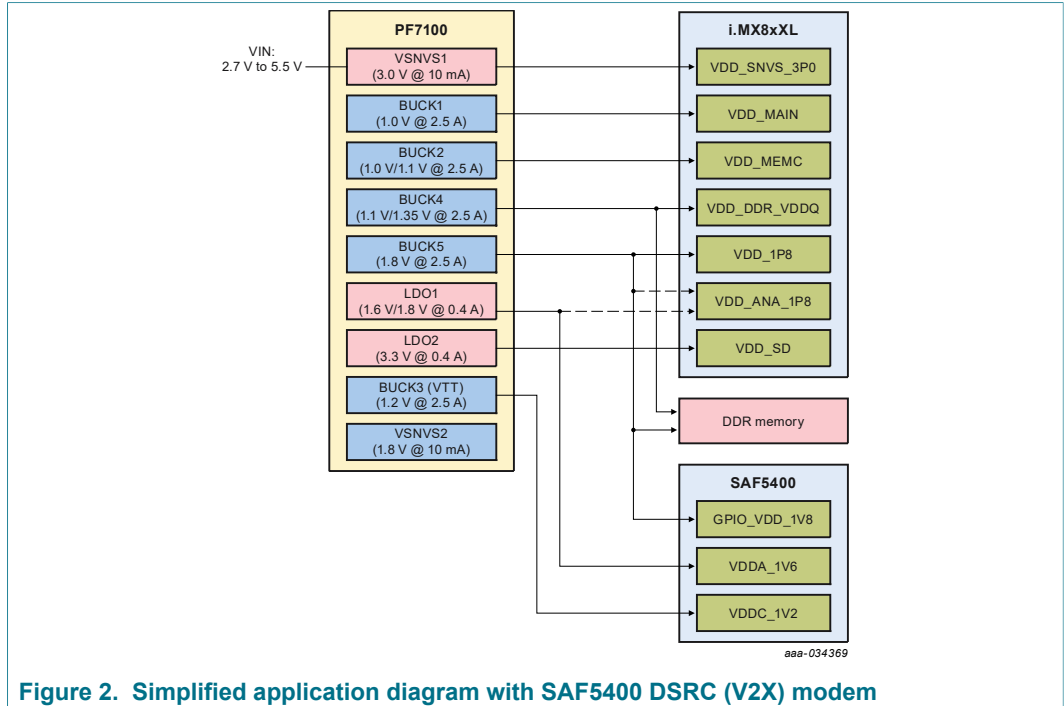 PF7100
VIN:
2.7 V to 5.5 V
VSNVS1
(3.0 V @ 10 mA)
BUCK1
(1.0 V @ 2.5 A)
BUCK2
(1.0 V/1.1 V @ 2.5 A)
BUCK4
(1.1 V/1.35 V @ 2.5 A)
BUCK5
(1.8 V @ 2.5 A)
LDO1
(1.6 V/1.8 V @ 0.4 A)
LDO2
(3.3 V @ 0.4 A)
BUCK3 (VTT)
(1.2 V @ 2.5 A)
VSNVS2
(1.8 V @ 10 mA)
i.MX8xXL
VDD_SNVS_3P0
VDD_MAIN
VDD_MEMC
VDD_DDR_VDDQ
VDD_1P8
VDD_ANA_1P8
VDD_SD
DDR memory
SAF5400
GPIO_VDD_1V8
VDDA_1V6
VDDC_1V2
aaa-034369
Figure 2. Simplified application diagram with SAF5400 DSRC (V2X) modem